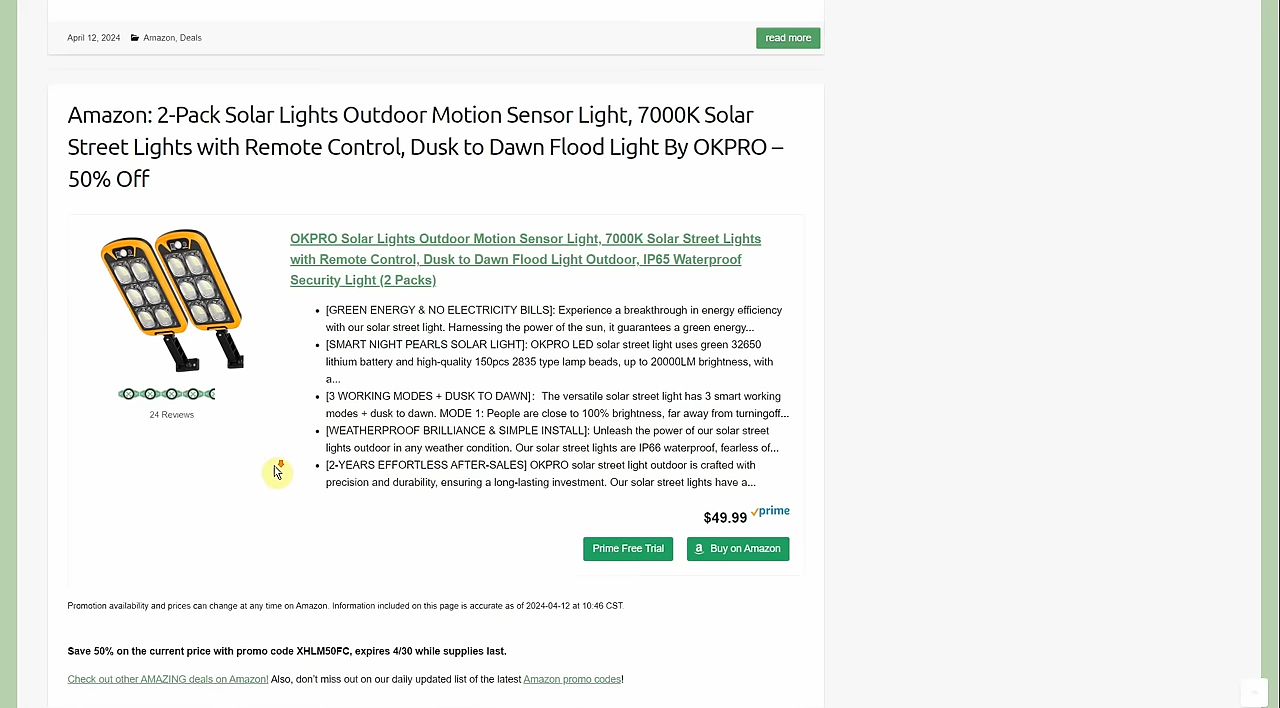 April 12, 2024 Amazon, Deals
read more
Amazon: 2-Pack Solar Lights Outdoor Motion Sensor Light, 7000K Solar
Street Lights with Remote Control, Dusk to Dawn Flood Light By OKPRO –
50% Off
OKPRO Solar Lights Outdoor Motion Sensor Light, 7000K Solar Street Lights
with Remote Control, Dusk to Dawn Flood Light Outdoor, IP65 Waterproof
Security Light (2 Packs)
24 Reviews
• [GREEN ENERGY & NO ELECTRICITY BILLS]: Experience a breakthrough in energy efficiency
with our solar street light. Harnessing the power of the sun, it guarantees a green energy...
• [SMART NIGHT PEARLS SOLAR LIGHT]: OKPRO LED solar street light uses green 32650
lithium battery and high-quality 150pcs 2835 type lamp beads, up to 20000LM brightness, with
a...
• [3 WORKING MODES + DUSK TO DAWN]： The versatile solar street light has 3 smart working
modes + dusk to dawn. MODE 1: People are close to 100% brightness, far away from turningoff...
• [WEATHERPROOF BRILLIANCE & SIMPLE INSTALL]: Unleash the power of our solar street
lights outdoor in any weather condition. Our solar street lights are IP66 waterproof, fearless of...
• [2-YEARS EFFORTLESS AFTER-SALES] OKPRO solar street light outdoor is crafted with
precision and durability, ensuring a long-lasting investment. Our solar street lights have a...
$49.99 prime
Prime Free Trial
Buy on Amazon
Promotion availability and prices can change at any time on Amazon. Information included on this page is accurate as of 2024-04-12 at 10:46 CST.
Save 50% on the current price with promo code XHLM50FC, expires 4/30 while supplies last.
Check out other AMAZING deals on Amazon! Also, don't miss out on our daily updated list of the latest Amazon promo codes!